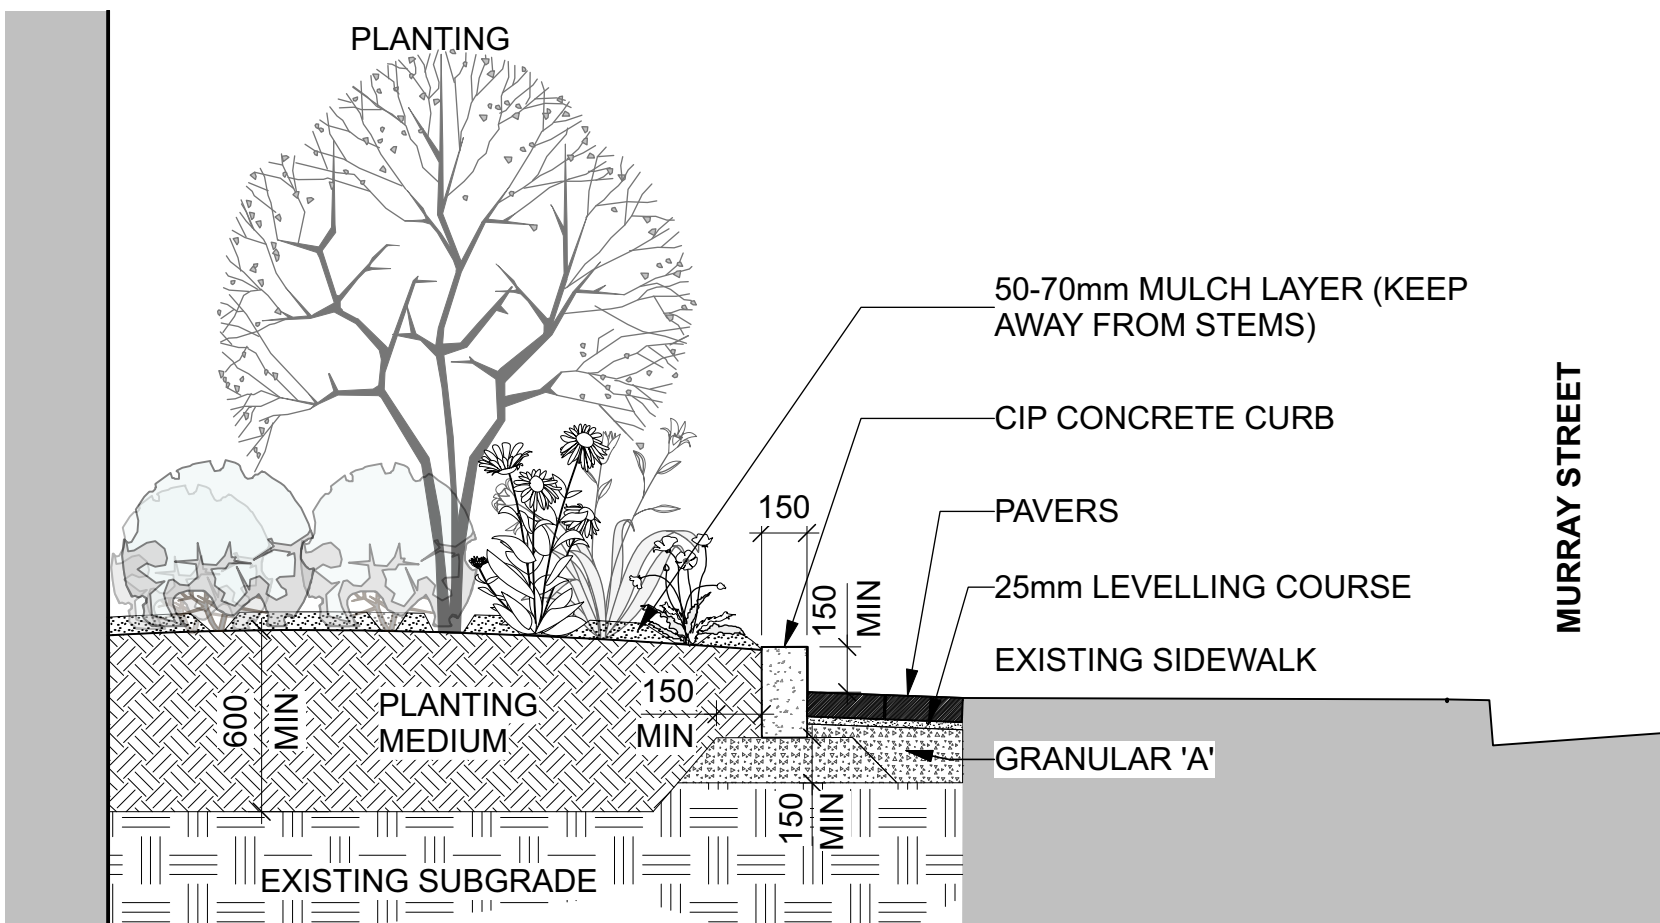 PLANTING
50-70mm MULCH LAYER (KEEP
AWAY FROM STEMS)
CIP CONCRETE CURB
150
PAVERS
150
MIN
25mm LEVELLING COURSE
EXISTING SIDEWALK
MURRAY STREET
600
MIN
PLANTING
MEDIUM
150
MIN
GRANULAR 'A'
150
MIN
EXISTING SUBGRADE